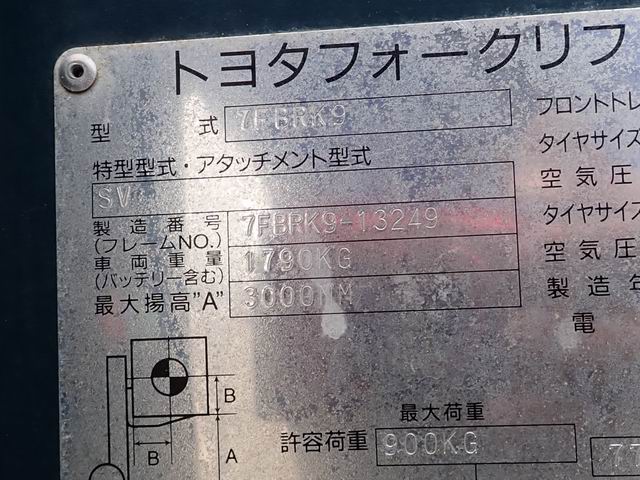 トヨタフォークリフ
型式 7FBRK9
フロントトレ
特型型式・アタッチメント型式
タイヤサイズ
SV
空気圧
製造番号 7FBRK9-13249
(フレームNO.)
タイヤサイズ
車両重量 1790KG
(バッテリー含む)
空気圧
最大揚高"A" 3000MM
製造年
電
B
B
A
最大荷重
許容荷重 900KG
77